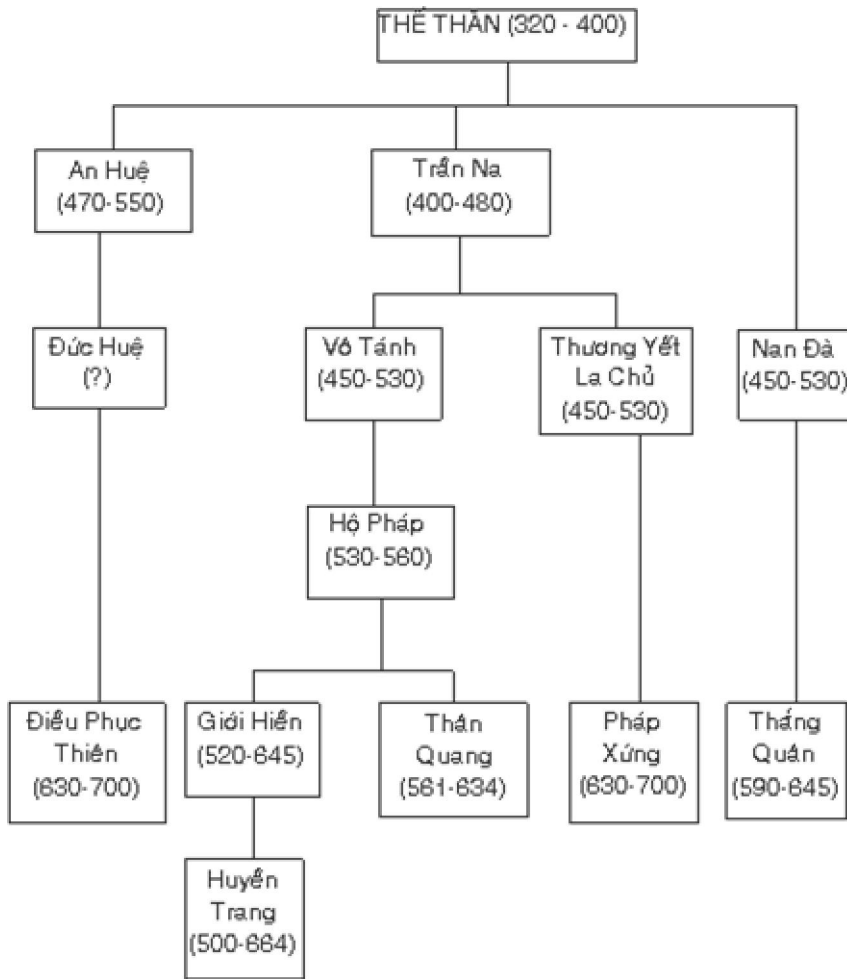 THẾ THÂN (320 - 400)
An Huệ
(470-550)
Trần Na
(400-480)
Đức Huệ
(?)
Vô Tánh
(450-530)
Thương Yết
La Chủ
(450-530)
Nan Đà
(450-530)
Hộ Pháp
(530-560)
Điều Phục
Thiên
(630-700)
Giới Hiền
(520-645)
Thân
Quang
(561-634)
Pháp
Xứng
(630-700)
Thắng
Quân
(590-645)
Huyền
Trang
(500-664)